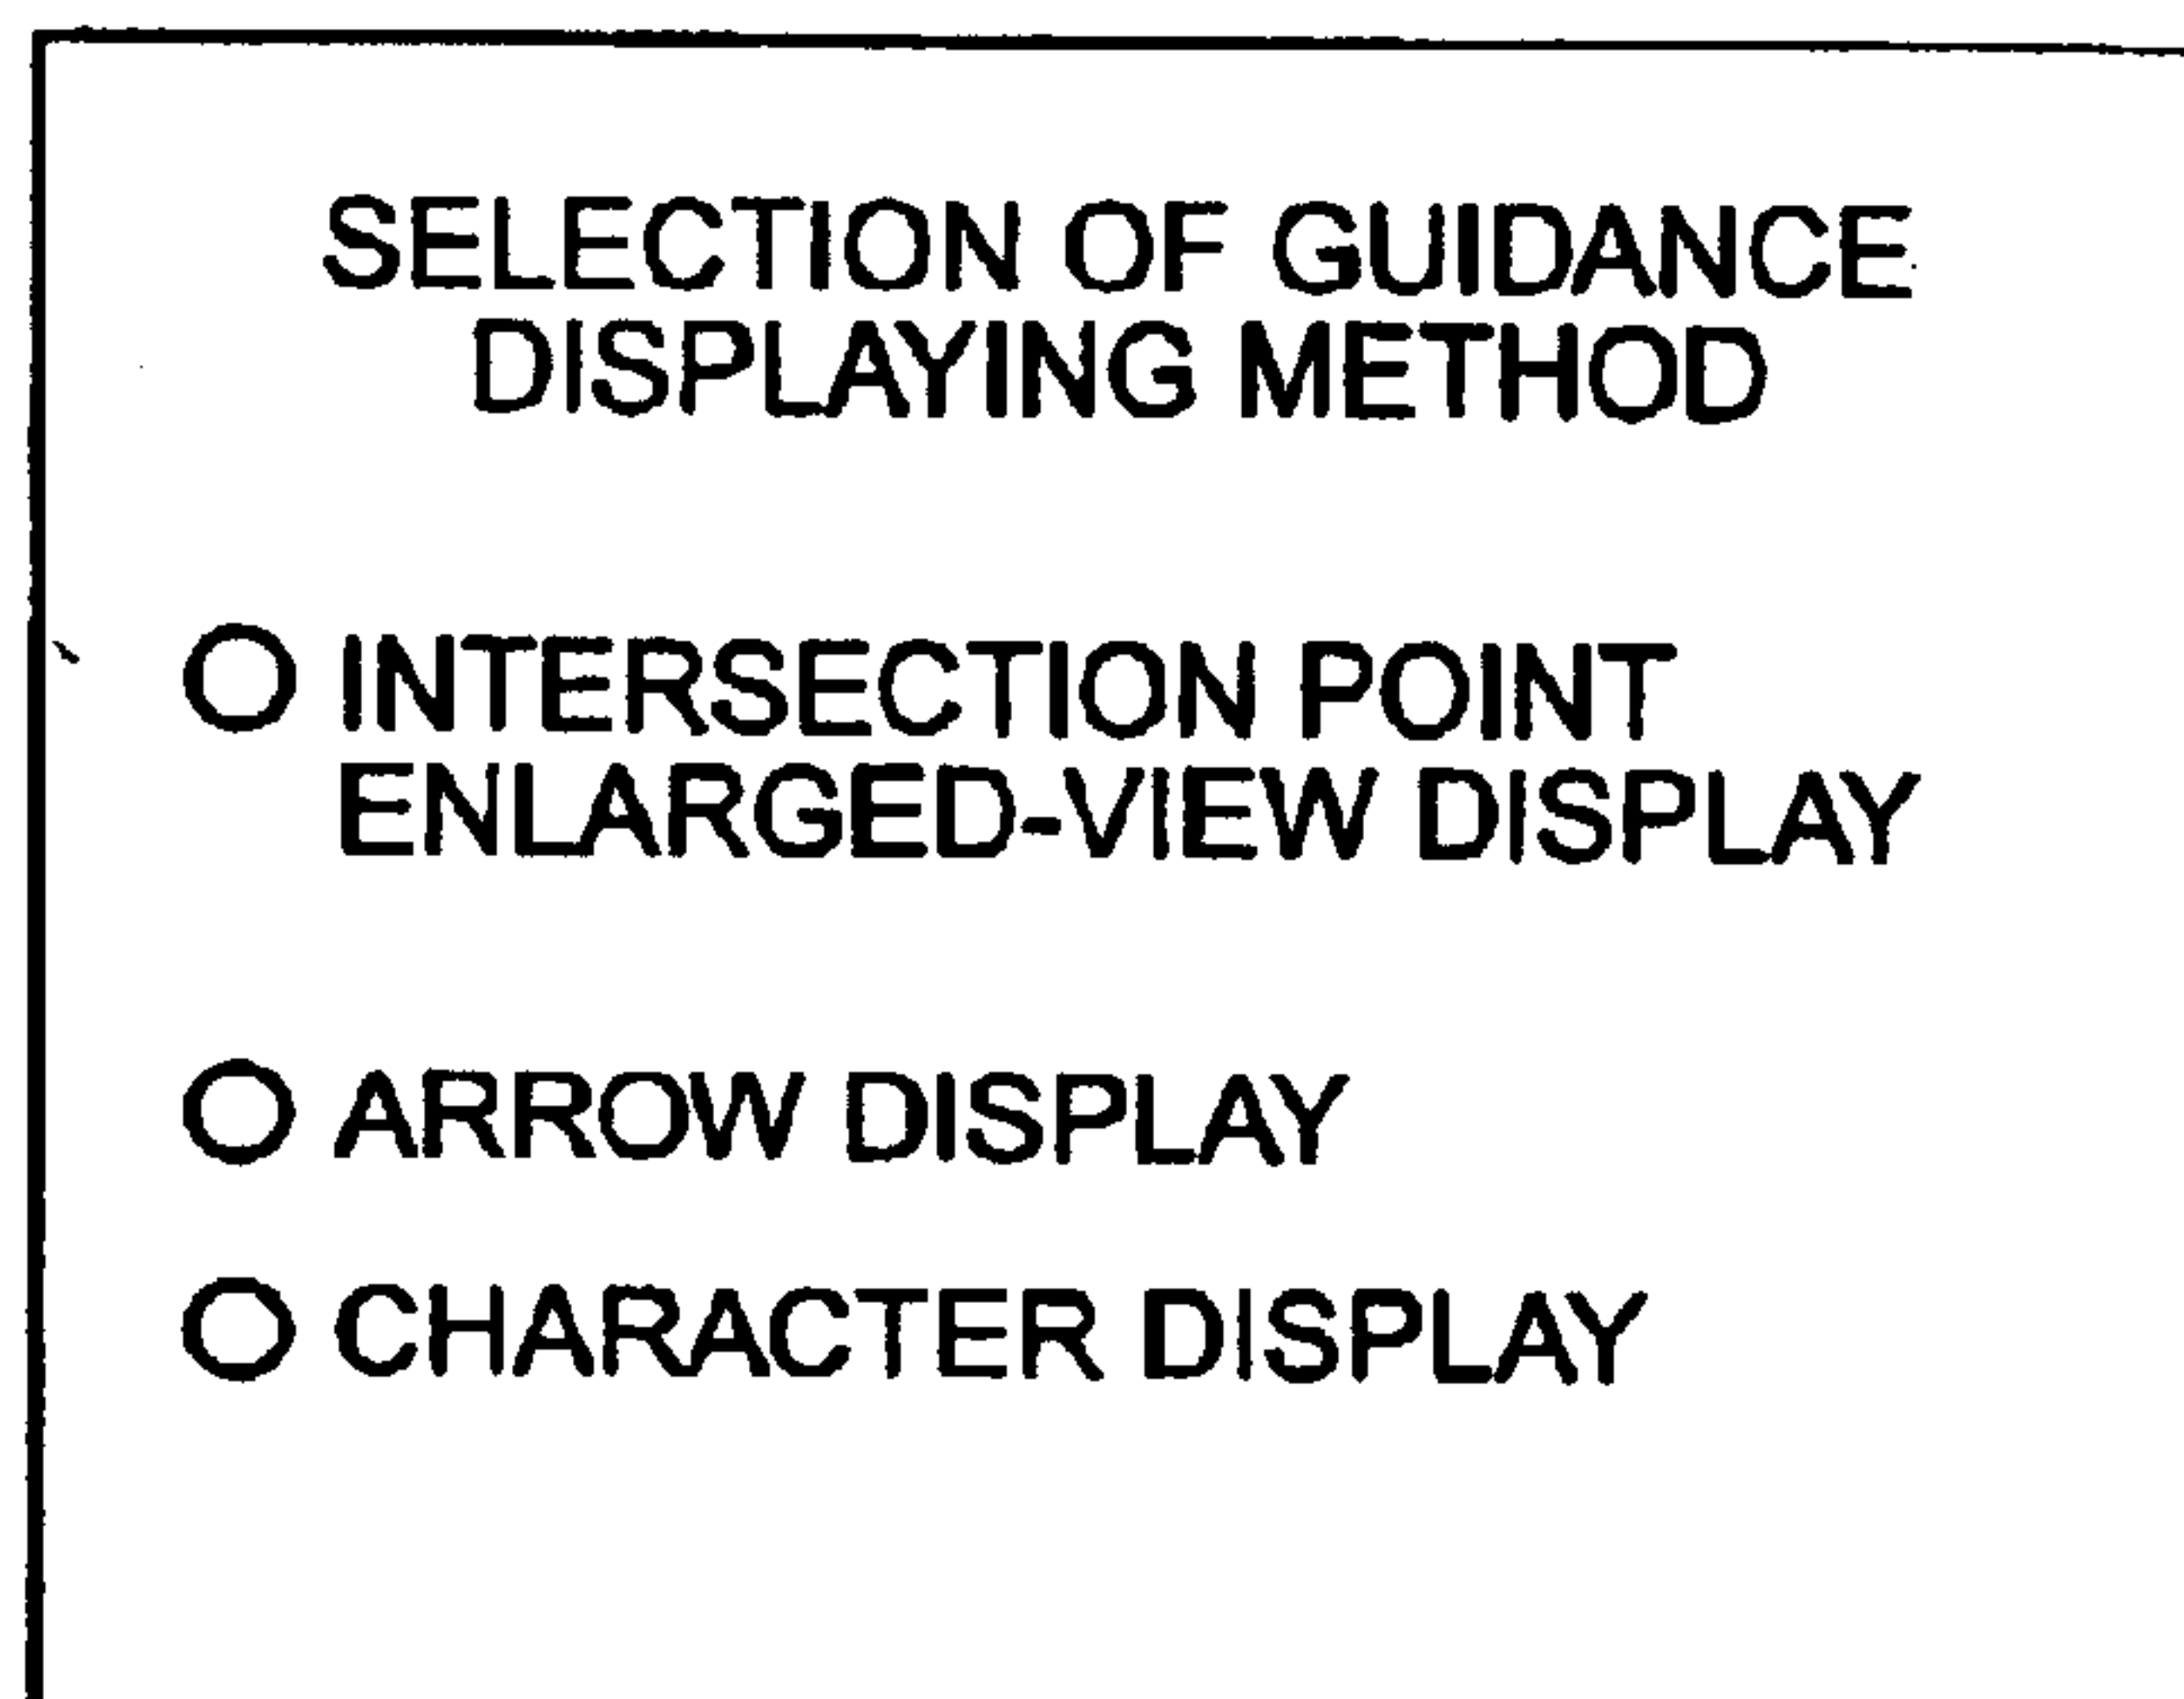 SELECTION OF GUIDANCE
DISPLAYING METHOD
○ INTERSECTION POINT
ENLARGED-VIEW DISPLAY
○ ARROW DISPLAY
○ CHARACTER DISPLAY